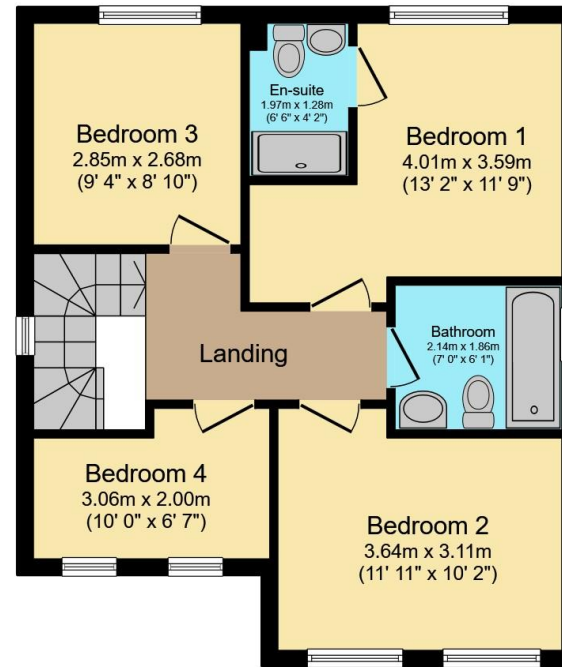 En-suite
1.97m x 1.28m
(6' 6" x 4' 2")
Bedroom 3
2.85m x 2.68m
(9' 4" x 8' 10")
Bedroom 1
4.01m x 3.59m
(13' 2" x 11' 9")
Landing
Bathroom
2.14m x 1.86m
(7' 0" x 6' 1")
Bedroom 4
3.06m x 2.00m
(10' 0" x 6' 7")
Bedroom 2
3.64m x 3.11m
(11' 11" x 10' 2")